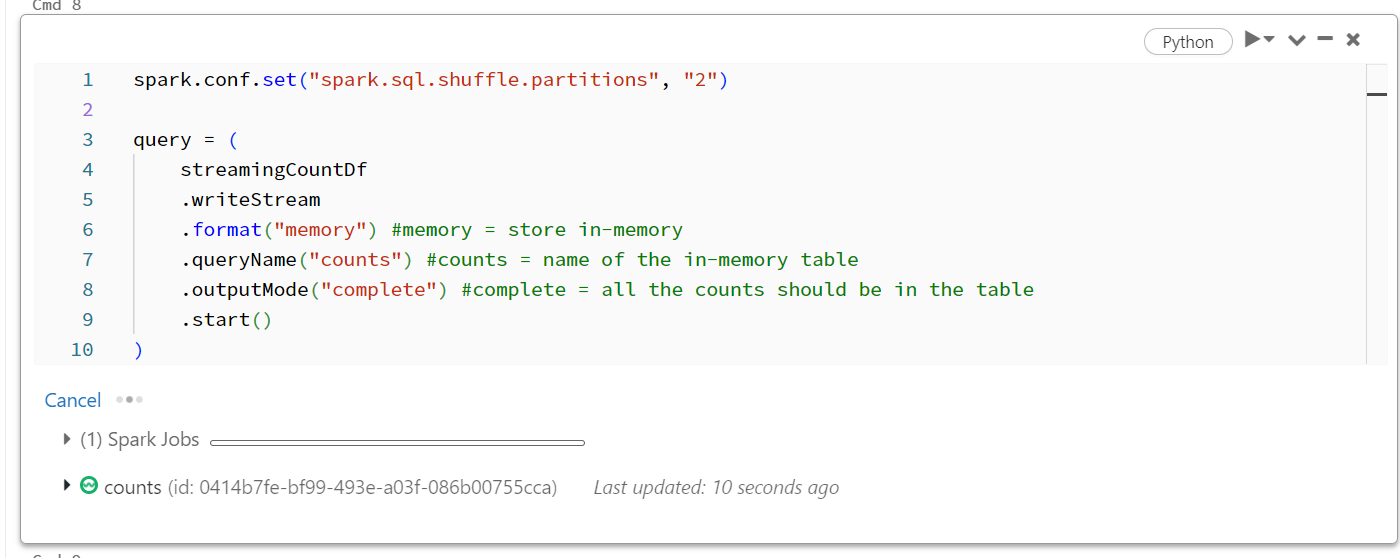 Cmd 8
Python
1 spark.conf.set("spark.sql.shuffle.partitions", "2")
2
3 query = (
4 streamingCountDf
5 .writeStream
6 .format("memory") #memory = store in-memory
7 .queryName("counts") #counts = name of the in-memory table
8 .outputMode("complete") #complete = all the counts should be in the table
9 .start()
10 )
Cancel
(1) Spark Jobs
counts (id: 0414b7fe-bf99-493e-a03f-086b00755cca) Last updated: 10 seconds ago